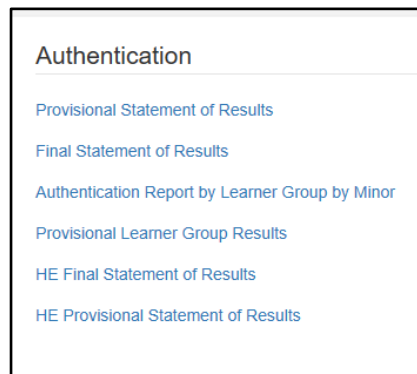 Authentication
Provisional Statement of Results
Final Statement of Results
Authentication Report by Learner Group by Minor
Provisional Learner Group Results
HE Final Statement of Results
HE Provisional Statement of Results